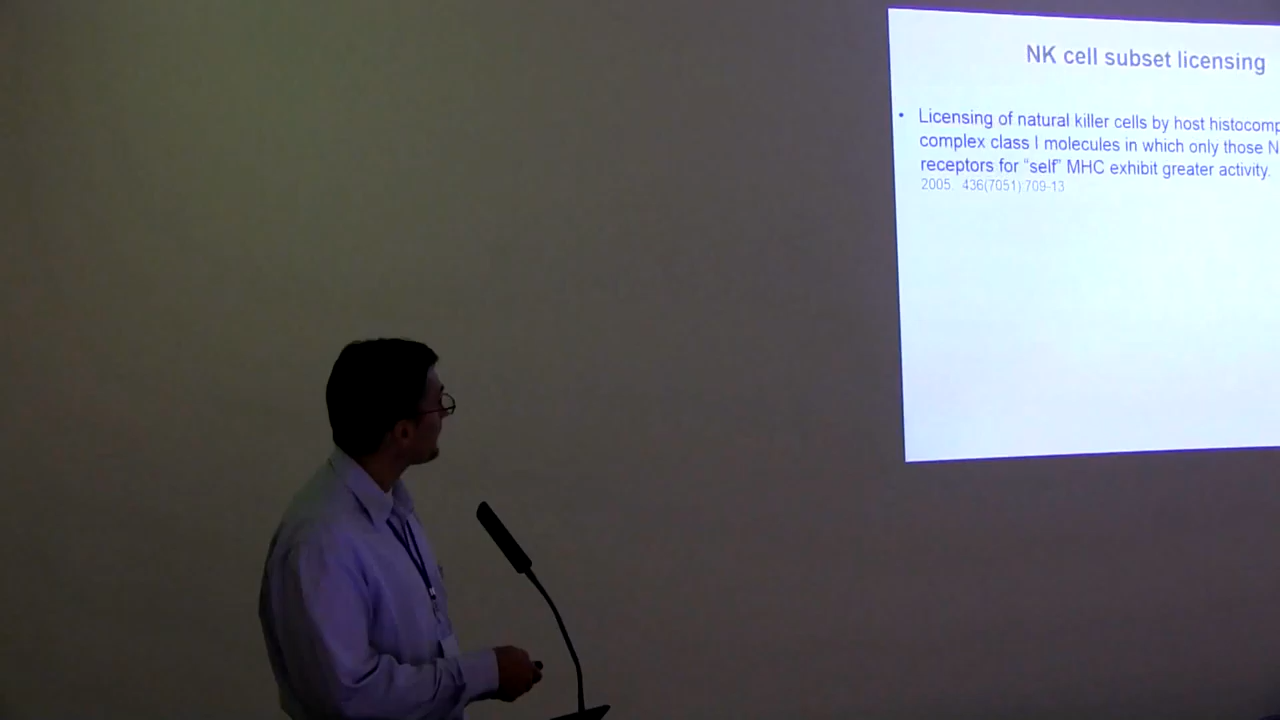 NK cell subset licensing
• Licensing of natural killer cells by host histocomp
complex class I molecules in which only those N
receptors for “self” MHC exhibit greater activity.
2005. 436(7051):709-13